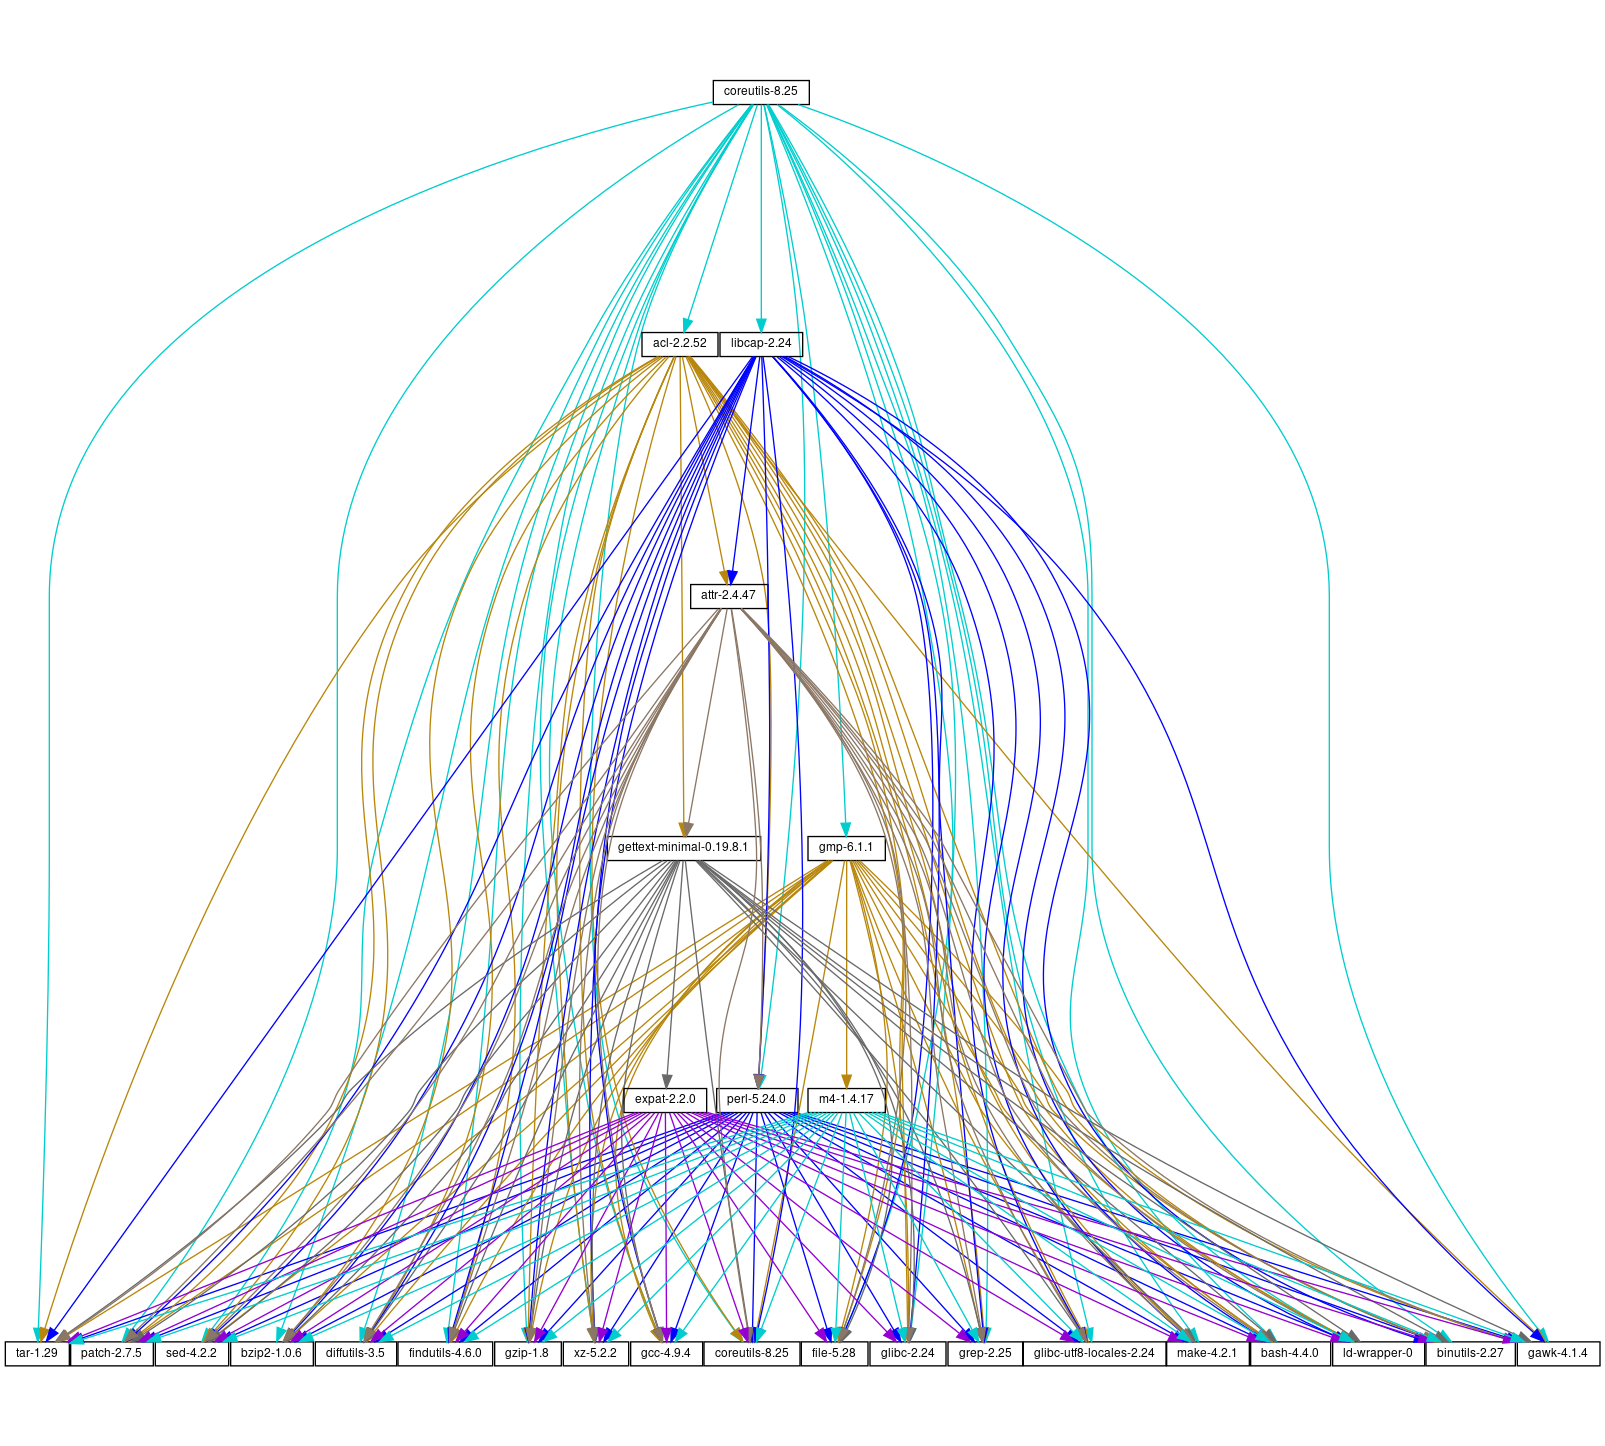 coreutils-8.25
acl-2.2.52
libcap-2.24
attr-2.4.47
gettext-minimal-0.19.8.1
gmp-6.1.1
expat-2.2.0
perl-5.24.0
m4-1.4.17
tar-1.29
patch-2.7.5
sed-4.2.2
bzip2-1.0.6
diffutils-3.5
findutils-4.6.0
gzip-1.8
xz-5.2.2
gcc-4.9.4
coreutils-8.25
file-5.28
glibc-2.24
grep-2.25
glibc-utf8-locales-2.24
make-4.2.1
bash-4.4.0
ld-wrapper-0
binutils-2.27
gawk-4.1.4